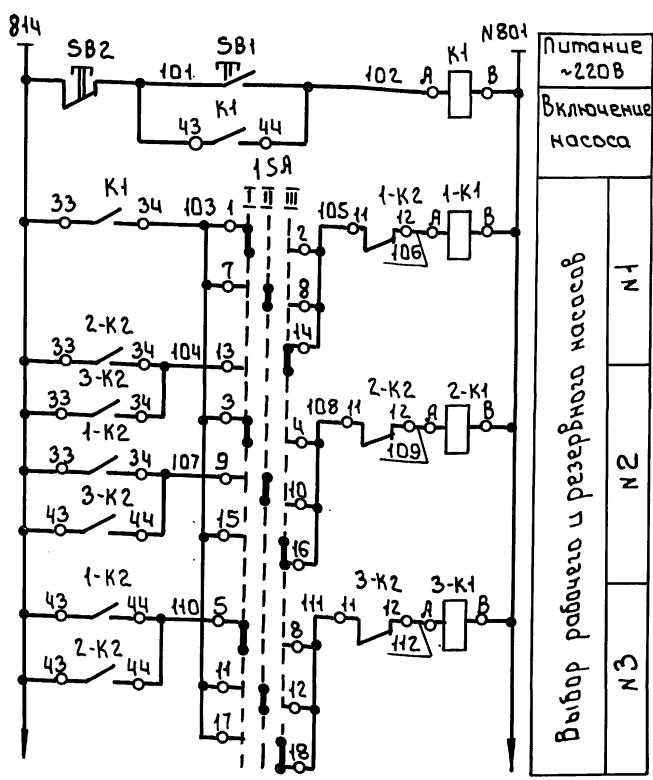 814
N801
SB2
101
SB1
102
A
K1
B
K1
43
44
1SA
I
II
III
K1
33
34
103
1
2
105
11
1-K2
12
106
A
1-K1
B
7
8
14
2-K2
33
34
104
13
3-K2
33
34
3
4
108
11
2-K2
12
109
A
2-K1
B
1-K2
33
34
107
9
10
3-K2
43
44
15
16
1-K2
43
44
110
5
8
111
11
3-K2
12
112
A
3-K1
B
2-K2
43
44
11
12
17
18
Питание
~220В
Включение
насоса
Выбор рабочего и резервного насосов
N1
N2
N3